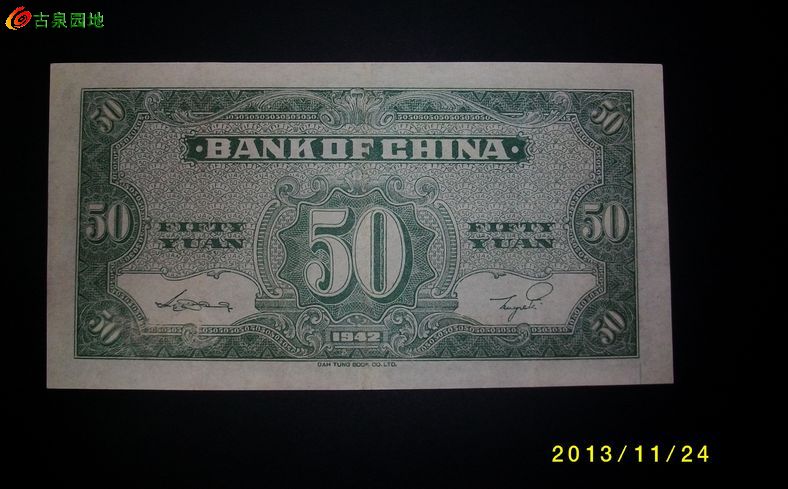 古泉园地
50 50
·BANK OF CHINA·
50 FIFTY YUAN 50 FIFTY YUAN 50
50 50
1942
DAH TUNG BOOK CO. LTD.
2013/11/24